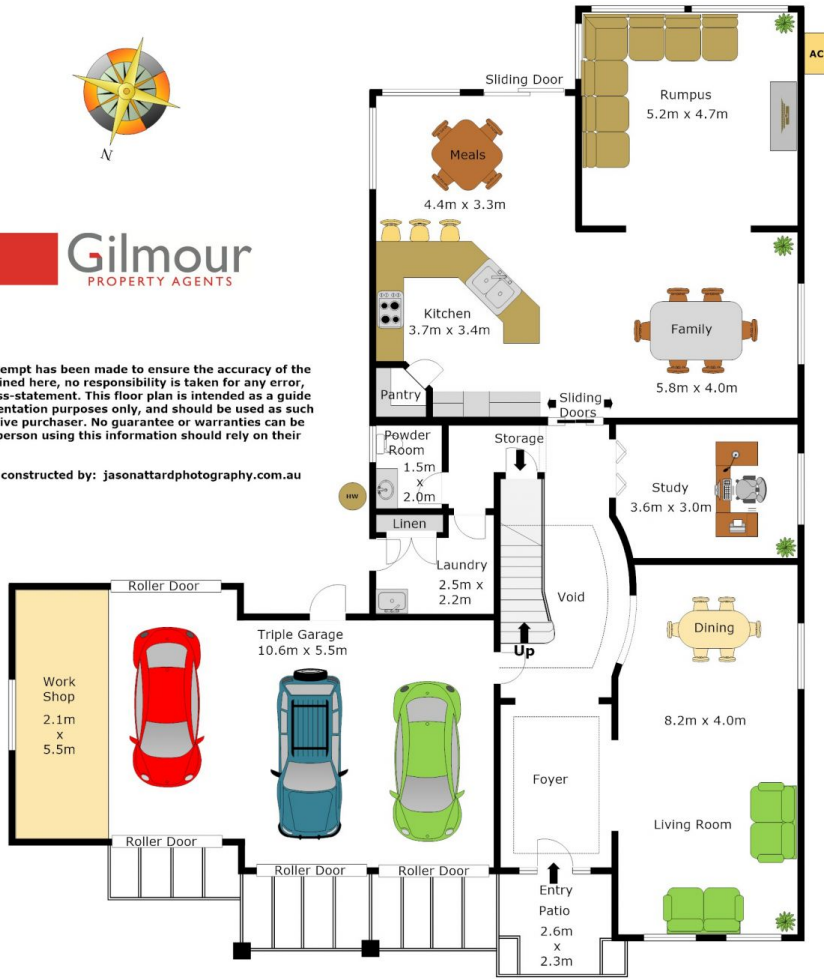 Sliding Door
AC
Rumpus
5.2m x 4.7m
Meals
4.4m x 3.3m
N
Gilmour
PROPERTY AGENTS
Kitchen
3.7m x 3.4m
Family
5.8m x 4.0m
empt has been made to ensure the accuracy of the
ined here, no responsibility is taken for any error,
ss-statement. This floor plan is intended as a guide
entation purposes only, and should be used as such
ive purchaser. No guarantee or warranties can be
person using this information should rely on their
constructed by: jasonattardphotography.com.au
Pantry
Sliding
Doors
Powder
Room
1.5m
x
2.0m
Storage
HW
Study
3.6m x 3.0m
Linen
Laundry
2.5m x
2.2m
Roller Door
Void
Triple Garage
10.6m x 5.5m
Up
Dining
Work
Shop
2.1m
x
5.5m
8.2m x 4.0m
Foyer
Living Room
Roller Door
Roller Door
Roller Door
Entry
Patio
2.6m
x
2.3m